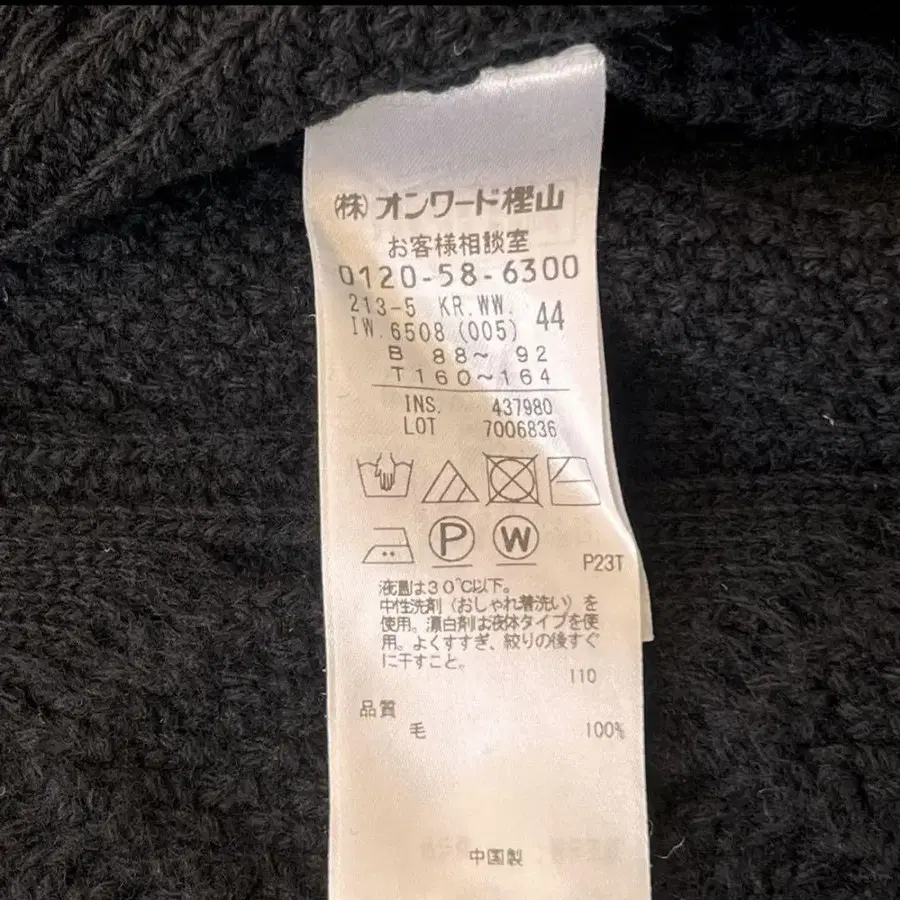 (株)オンワード樫山
お客様相談室
0120-58-6300
213-5 KR.WW.
IW.6508(005) 44
B 88～ 92
T160～164
INS. 437980
LOT 7006836
P W
P23T
液温は30℃以下。
中性洗剤（おしゃれ着洗い）を
使用。漂白剤は液体タイプを使
用。よくすすぎ、絞りの後すぐ
に干すこと。
110
品質
毛 100%
中国製